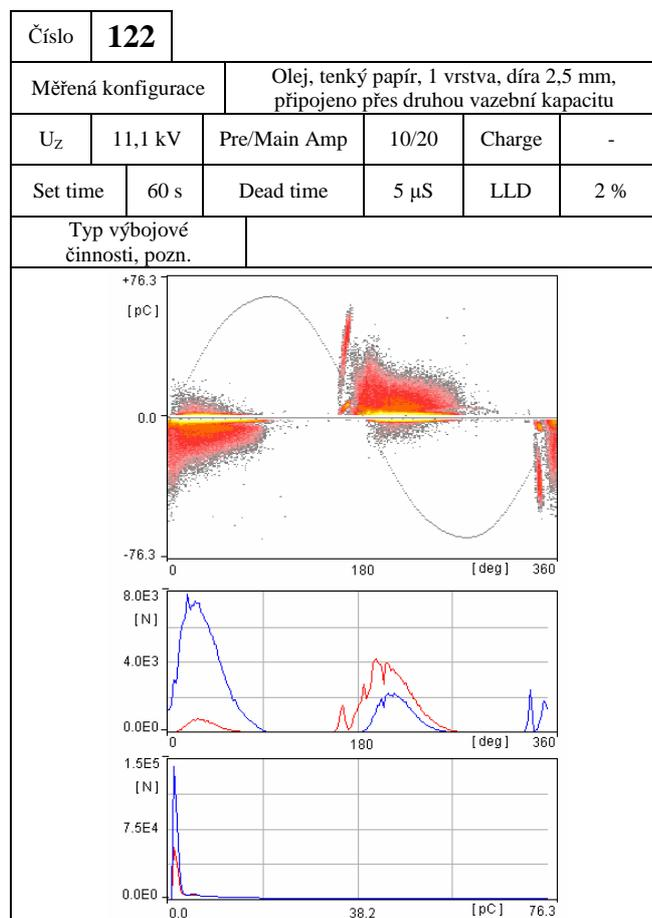 Číslo 122
Měřená konfigurace Olej, tenký papír, 1 vrstva, díra 2,5 mm,
připojeno přes druhou vazební kapacitu
UZ 11,1 kV Pre/Main Amp 10/20 Charge -
Set time 60 s Dead time 5 µS LLD 2 %
Typ výbojové
činnosti, pozn.
+76.3
[pC]
0.0
-76.3
0 180 [deg] 360
8.0E3
[N]
4.0E3
0.0E0
0 180 [deg] 360
1.5E5
[N]
7.5E4
0.0E0
0.0 38.2 [pC] 76.3